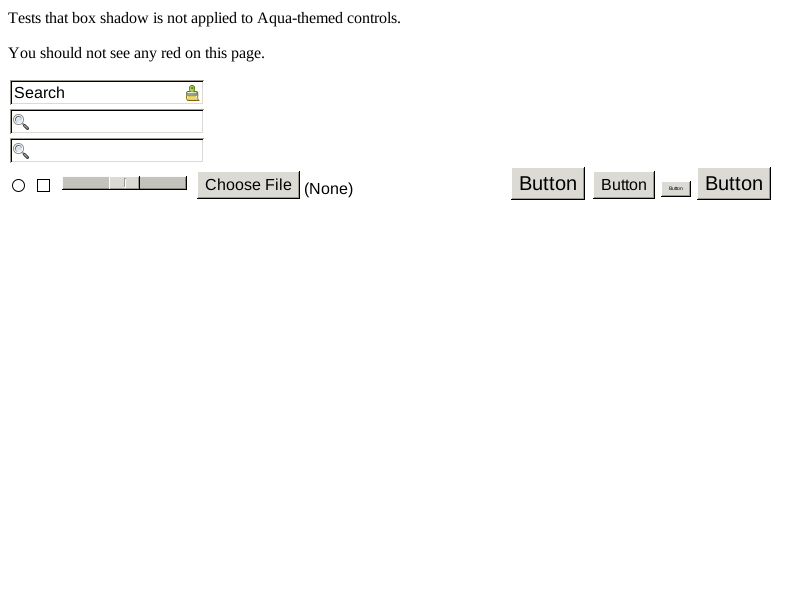 Tests that box shadow is not applied to Aqua-themed controls.
You should not see any red on this page.
Search
Choose File (None) Button Button Button Button